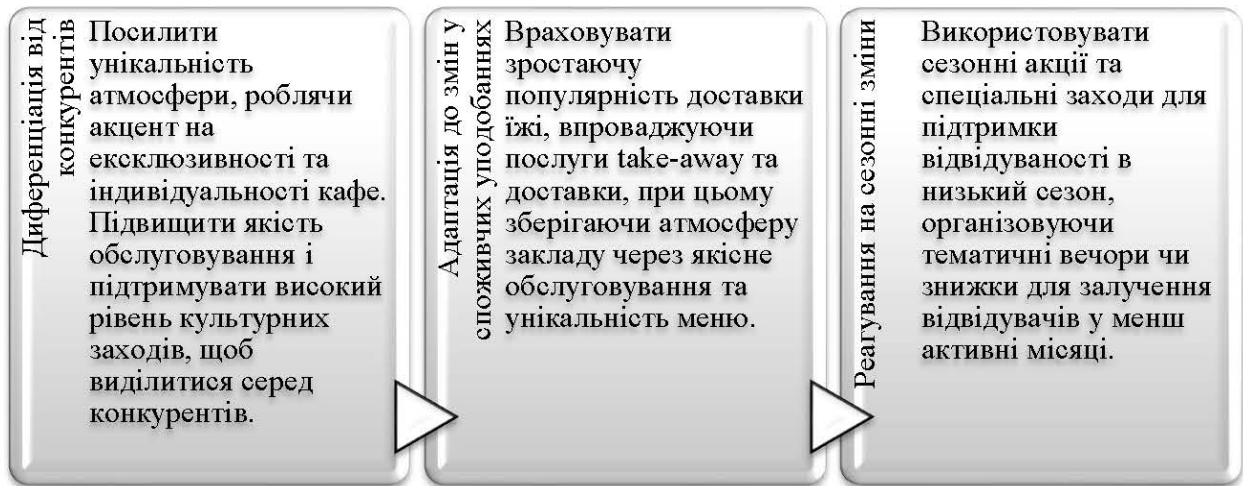 Диференціація від
конкурентів
Посилити
унікальність
атмосфери, роблячи
акцент на
ексклюзивності та
індивідуальності кафе.
Підвищити якість
обслуговування і
підтримувати високий
рівень культурних
заходів, щоб
виділитися серед
конкурентів.
Адаптація до змін у
споживчих уподобаннях
Враховувати
зростаючу
популярність доставки
їжі, впроваджуючи
послуги take-away та
доставки, при цьому
зберігаючи атмосферу
закладу через якісне
обслуговування та
унікальність меню.
Реагування на сезонні зміни
Використовувати
сезонні акції та
спеціальні заходи для
підтримки
відвідуваності в
низький сезон,
організовуючи
тематичні вечори чи
знижки для залучення
відвідувачів у менш
активні місяці.